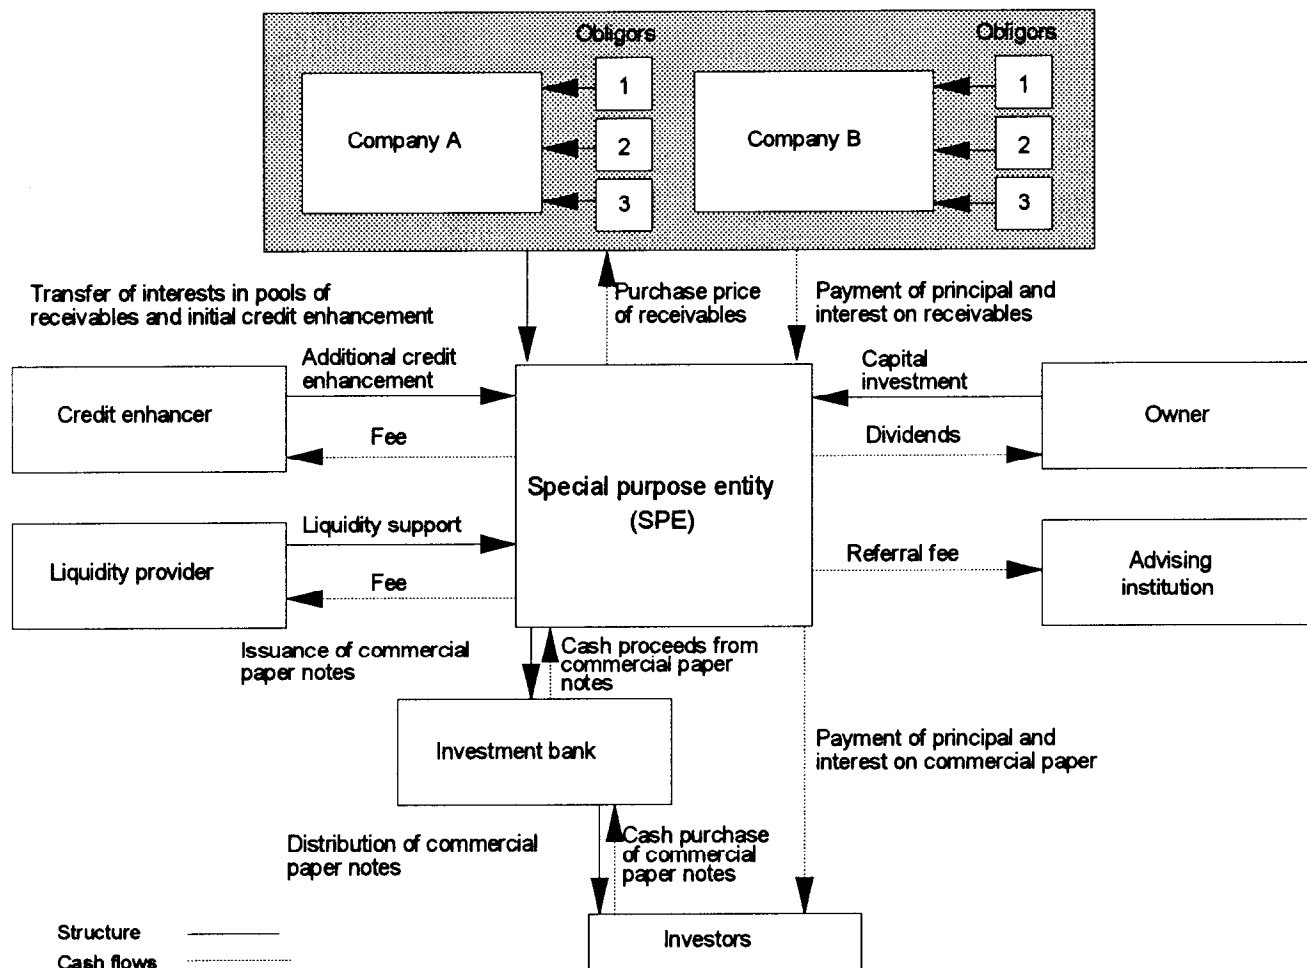 Obligors
Obligors
1
1
Company A
2
Company B
2
3
3
Transfer of interests in pools of
receivables and initial credit enhancement
Purchase price
of receivables
Payment of principal and
interest on receivables
Additional credit
enhancement
Capital
investment
Credit enhancer
Owner
Fee
Dividends
Special purpose entity
(SPE)
Liquidity support
Liquidity provider
Referral fee
Advising
institution
Fee
Issuance of commercial
paper notes
Cash proceeds from
commercial paper
notes
Investment bank
Payment of principal and
interest on commercial paper
Distribution of commercial
paper notes
Cash purchase
of commercial
paper notes
Investors
Structure
Cash flows